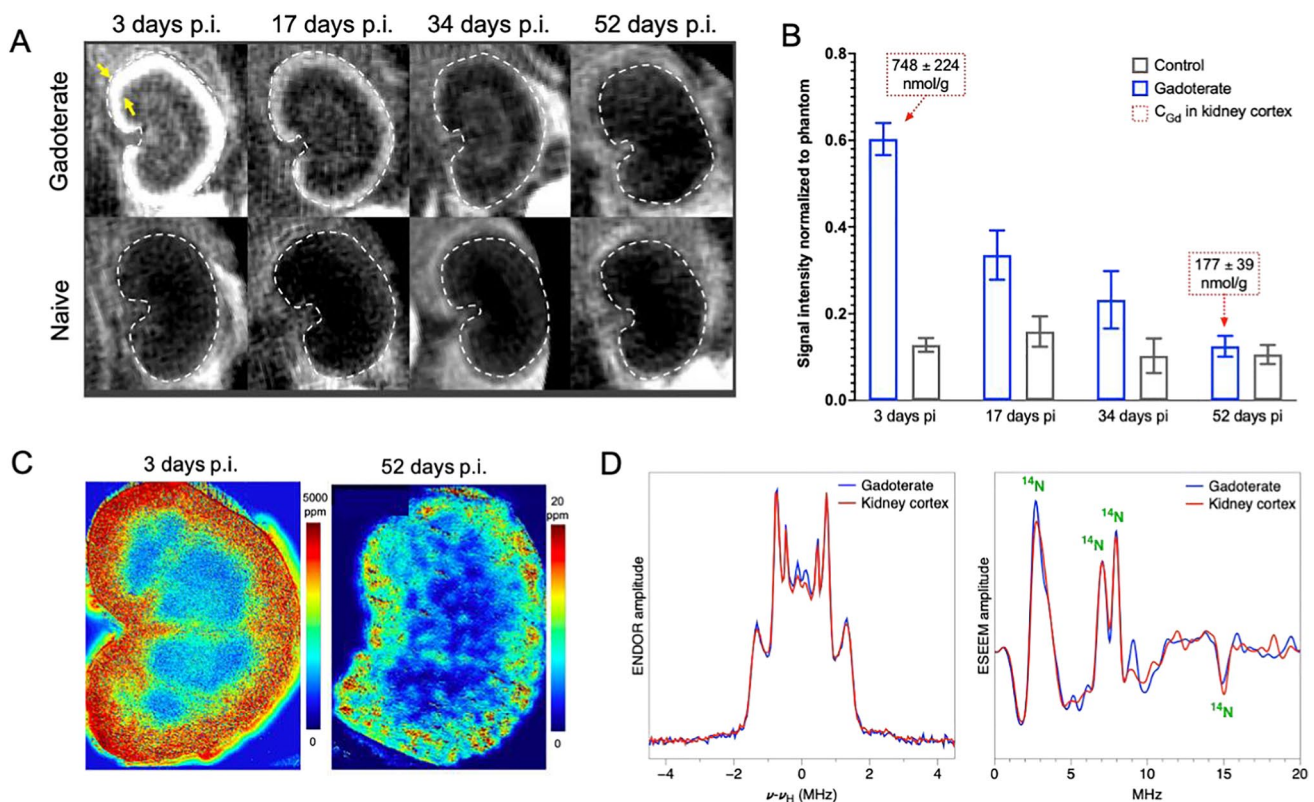 A
3 days p.i. 17 days p.i. 34 days p.i. 52 days p.i.
Gadoterate
Naive
B
Signal intensity normalized to phantom
0.8
0.6
0.4
0.2
0.0
748 ± 224
nmol/g
177 ± 39
nmol/g
Control
Gadoterate
C_Gd in kidney cortex
3 days pi 17 days pi 34 days pi 52 days pi
C
3 days p.i. 52 days p.i.
5000
ppm
0
20
ppm
0
D
ENDOR amplitude
Gadoterate
Kidney cortex
−4 −2 0 2 4
ν-ν_H (MHz)
ESEEM amplitude
Gadoterate
Kidney cortex
¹⁴N
¹⁴N
¹⁴N
¹⁴N
0 5 10 15 20
MHz